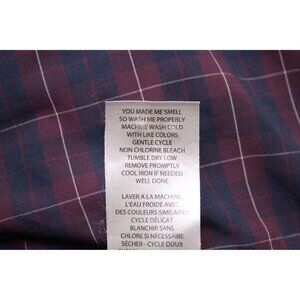 YOU MADE ME SMELL
SO WASH ME PROPERLY
MACHINE WASH COLD
WITH LIKE COLORS
GENTLE CYCLE
NON CHLORINE BLEACH
TUMBLE DRY LOW
REMOVE PROMPTLY
COOL IRON IF NEEDED
WELL DONE
LAVER A LA MACHINE
L'EAU FROIDE AVEC
DES COULEURS SIMILAIRES
CYCLE DÉLICAT
BLANCHIR SANS
CHLORE SI NÉCESSAIRE
SÉCHER - CYCLE DOUX